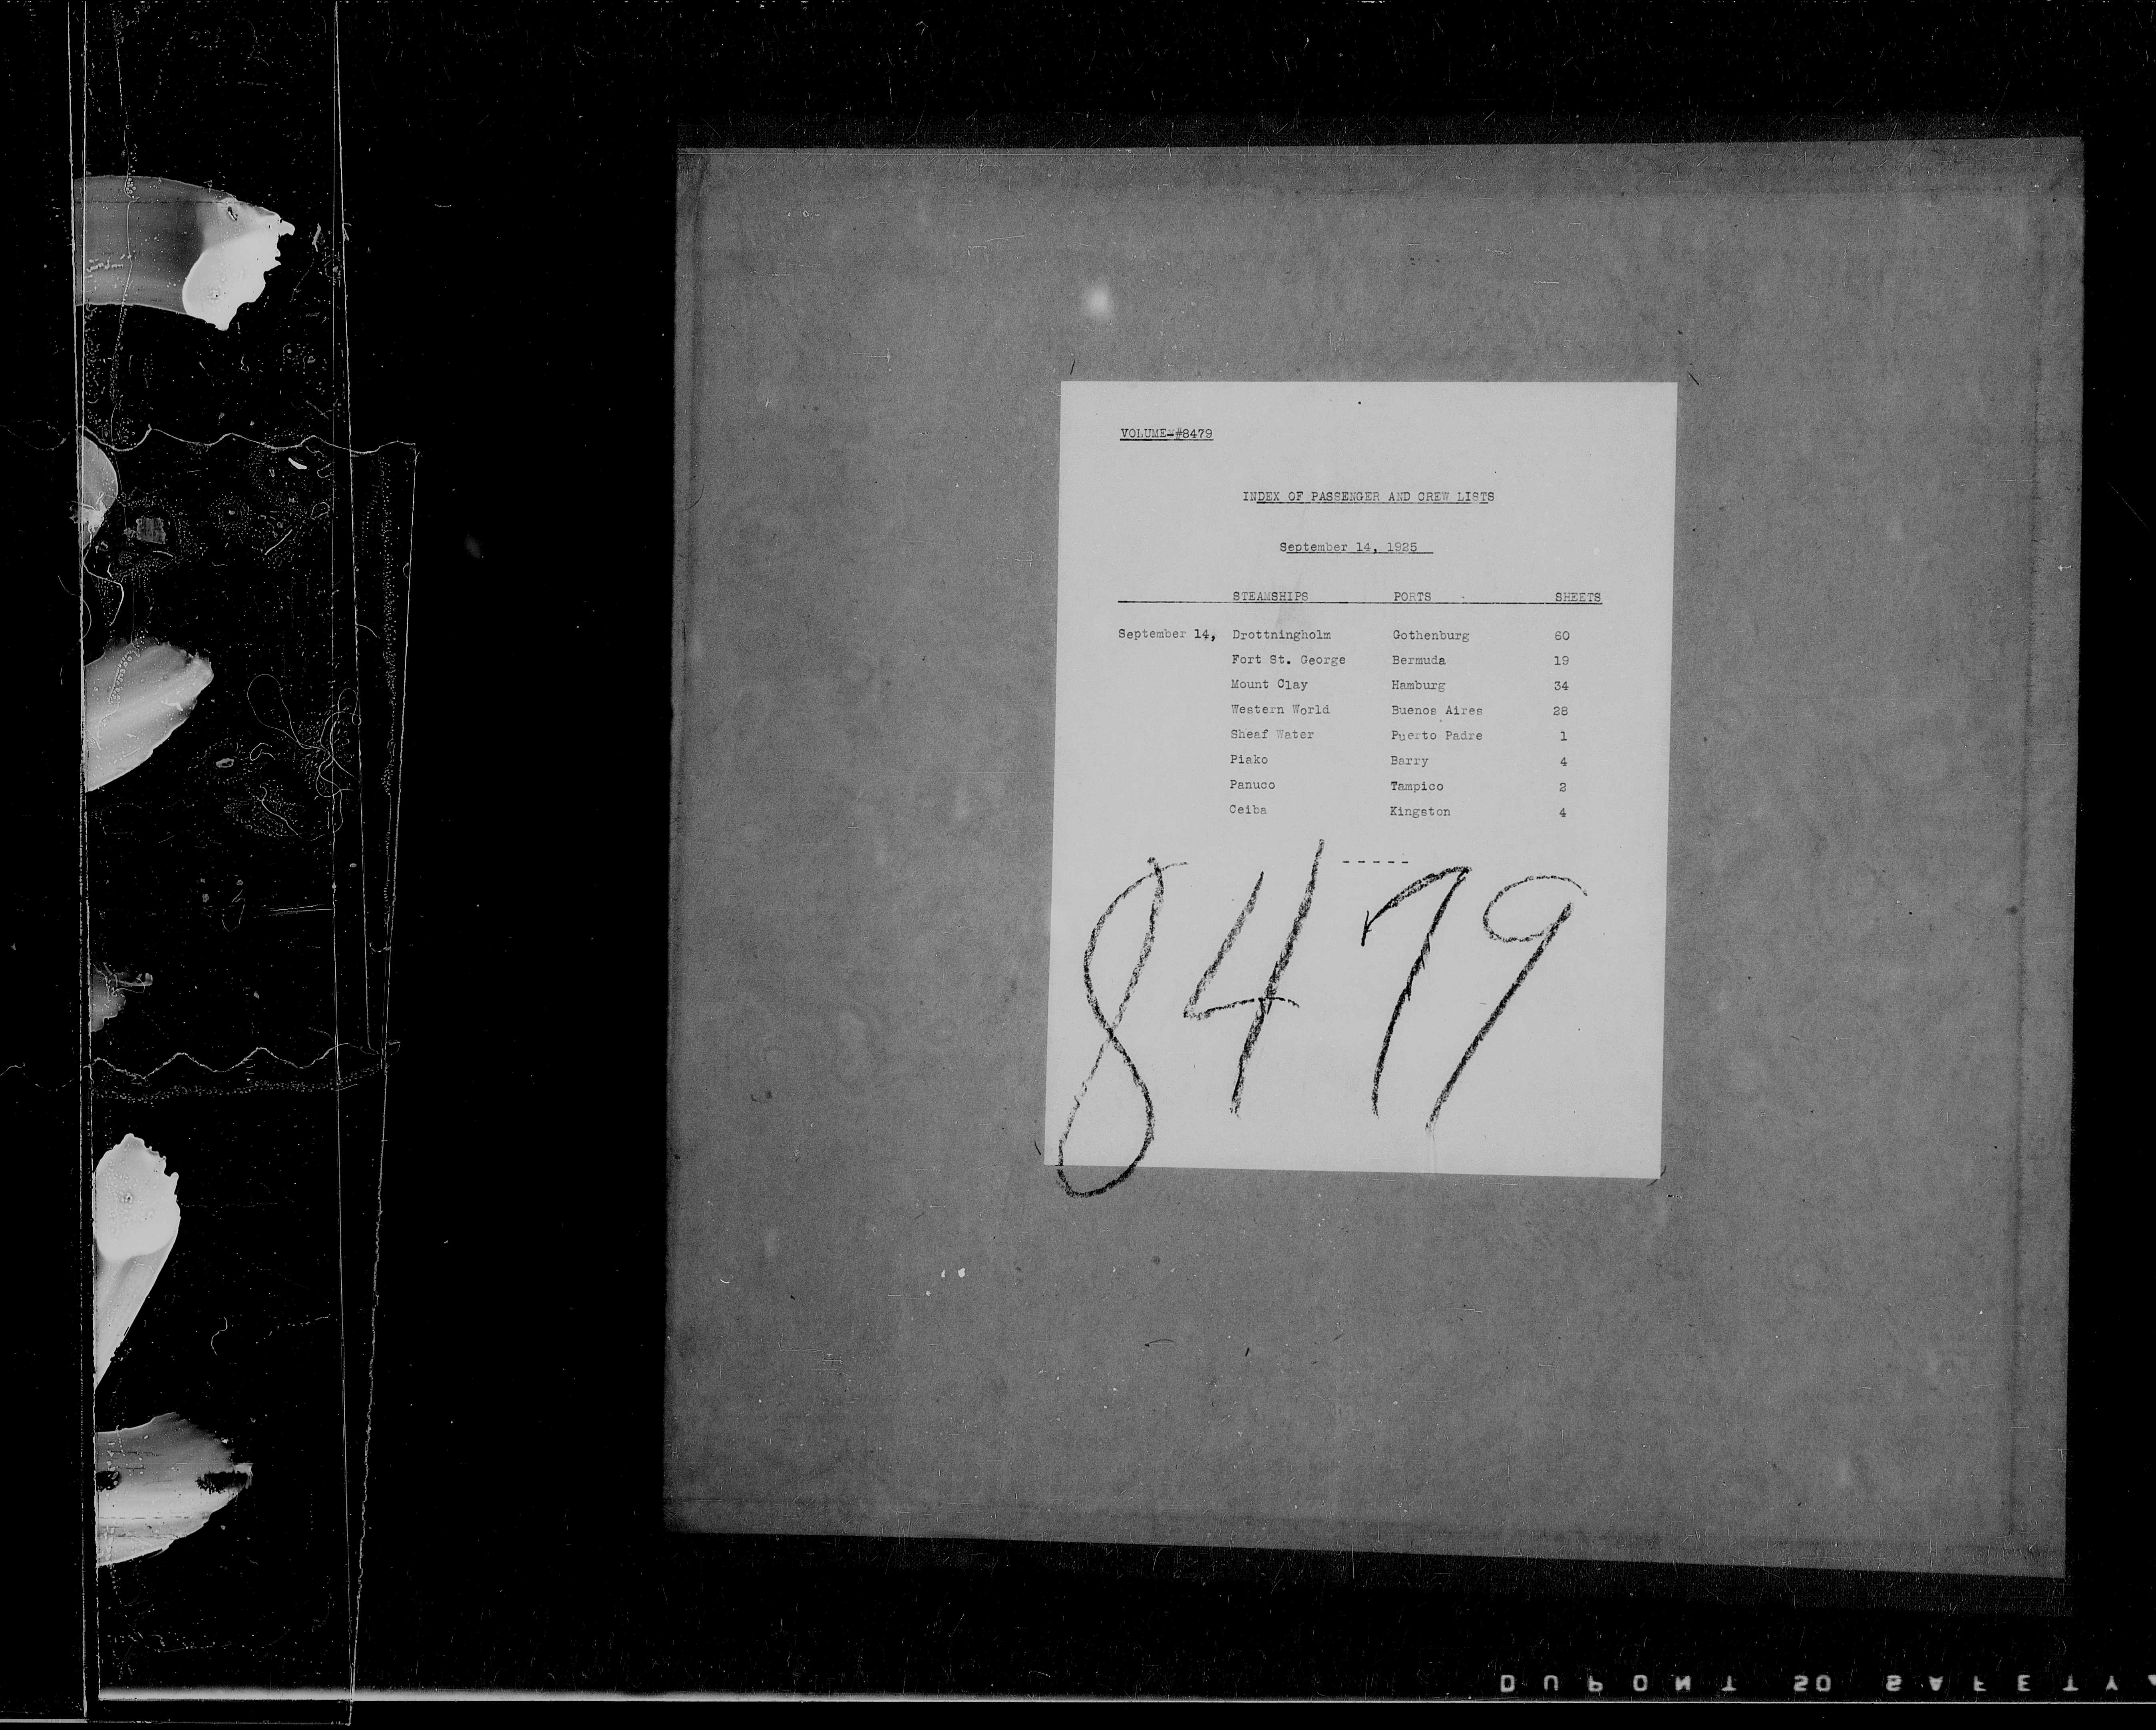 VOLUME-#8479
INDEX OF PASSENGER AND CREW LISTS
September 14, 1925
STEAMSHIPS PORTS SHEETS
September 14, Drottningholm Gothenburg 60
Fort St. George Bermuda 19
Mount Clay Hamburg 34
Western World Buenos Aires 28
Sheaf Water Puerto Padre 1
Piako Barry 4
Panuco Tampico 2
Ceiba Kingston 4
-----
8479
DUPONT SO SAFETY